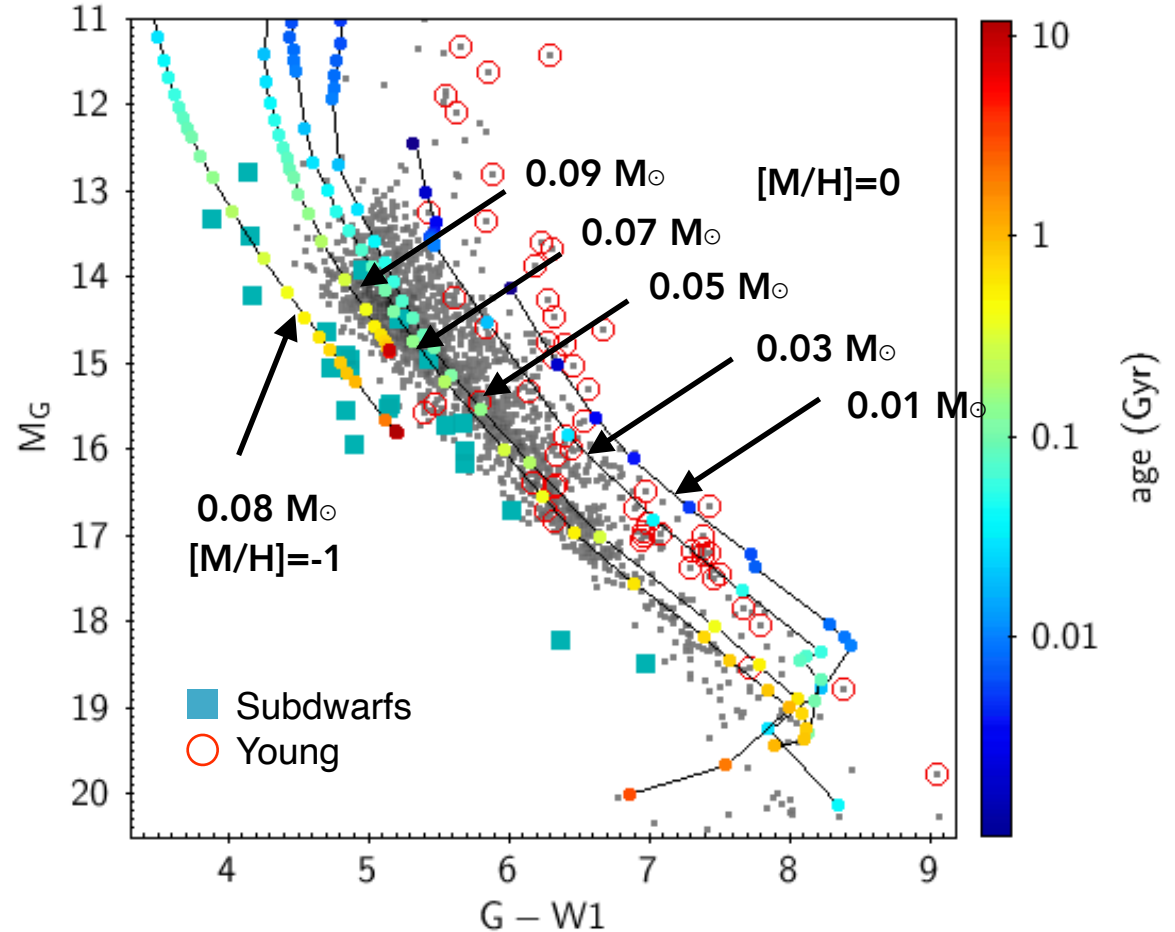 11
12
13
14
15
16
17
18
19
20
M_G
4
5
6
7
8
9
G − W1
0.09 M☉
[M/H]=0
0.07 M☉
0.05 M☉
0.03 M☉
0.01 M☉
0.08 M☉
[M/H]=-1
Subdwarfs
Young
10
1
0.1
0.01
age (Gyr)